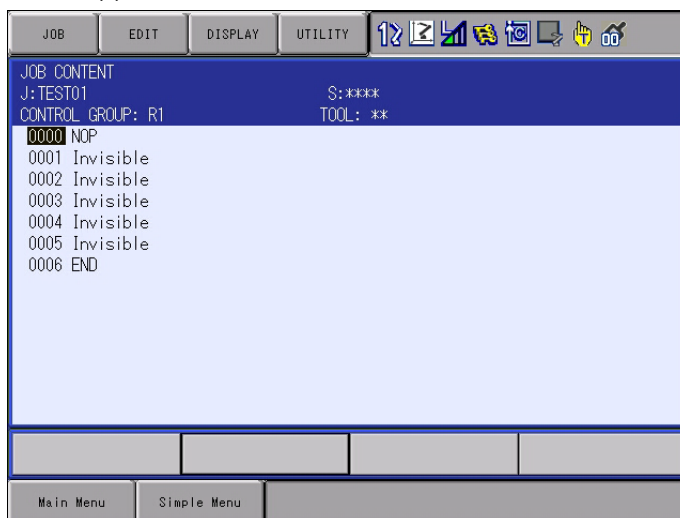 JOB EDIT DISPLAY UTILITY
JOB CONTENT
J:TEST01 S:****
CONTROL GROUP: R1 TOOL: **
0000 NOP
0001 Invisible
0002 Invisible
0003 Invisible
0004 Invisible
0005 Invisible
0006 END
Main Menu Simple Menu